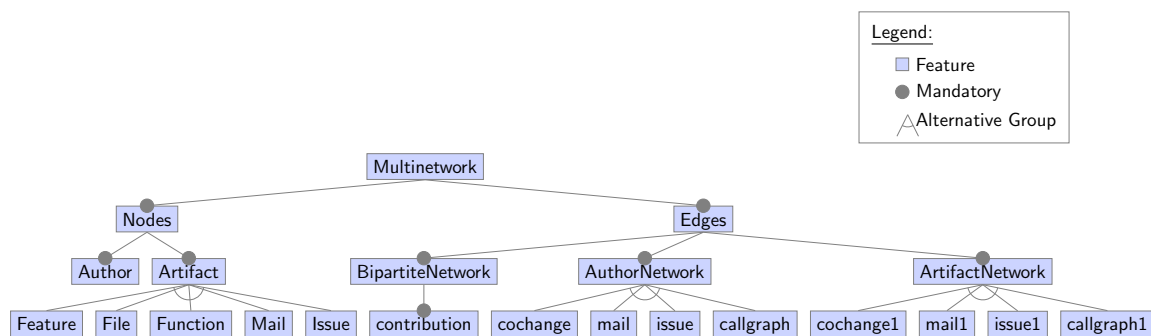 Legend:
Feature
Mandatory
Alternative Group
Multinetwork
Nodes Edges
Author Artifact BipartiteNetwork AuthorNetwork ArtifactNetwork
Feature File Function Mail Issue contribution cochange mail issue callgraph cochange1 mail1 issue1 callgraph1